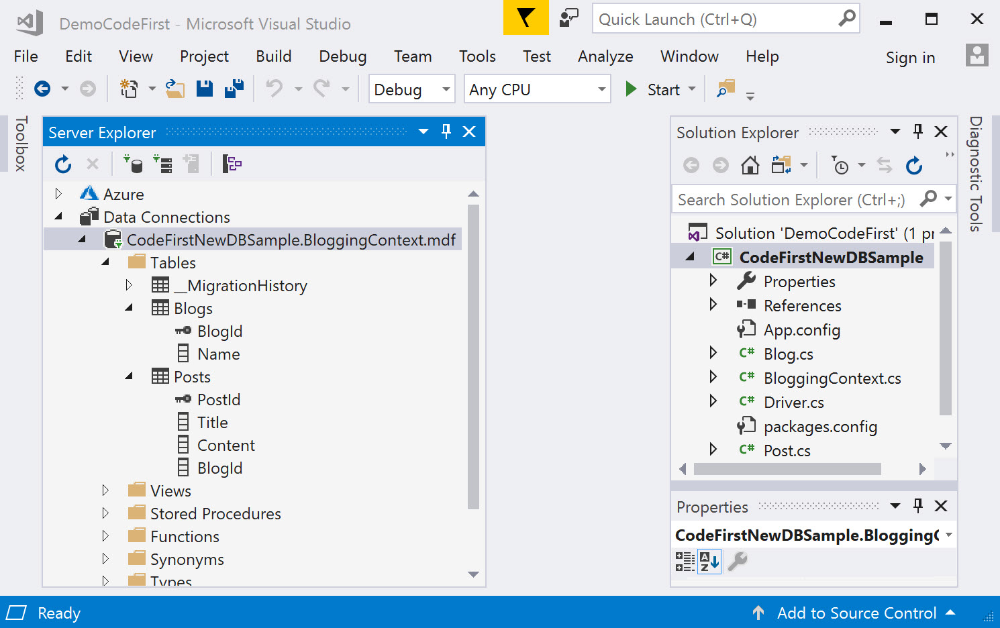 DemoCodeFirst - Microsoft Visual Studio
Quick Launch (Ctrl+Q)
File Edit View Project Build Debug Team Tools Test Analyze Window Help
Sign in
Debug
Any CPU
Start
Toolbox
Server Explorer
Azure
Data Connections
CodeFirstNewDBSample.BloggingContext.mdf
Tables
__MigrationHistory
Blogs
BlogId
Name
Posts
PostId
Title
Content
BlogId
Views
Stored Procedures
Functions
Synonyms
Types
Solution Explorer
Search Solution Explorer (Ctrl+;)
Solution 'DemoCodeFirst' (1 pr
C# CodeFirstNewDBSample
Properties
References
App.config
C# Blog.cs
C# BloggingContext.cs
C# Driver.cs
packages.config
C# Post.cs
Properties
CodeFirstNewDBSample.BloggingC
A
Z
Diagnostic Tools
Ready
Add to Source Control